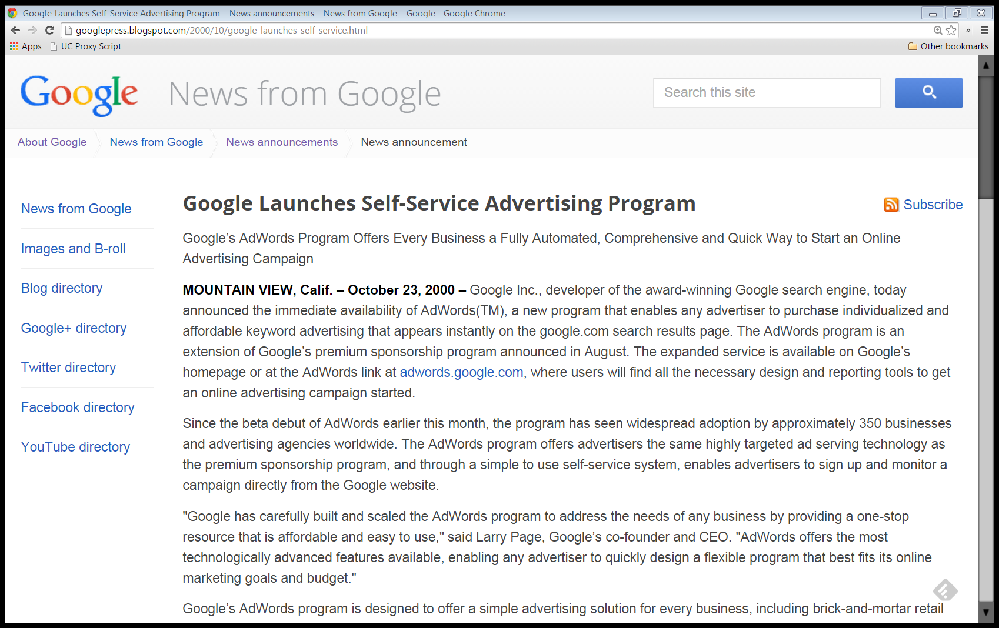 Google Launches Self-Service Advertising Program – News announcements – News from Google – Google - Google Chrome
googlepress.blogspot.com/2000/10/google-launches-self-service.html
»
Apps
UC Proxy Script
Other bookmarks
Google
News from Google
Search this site
About Google
News from Google
News announcements
News announcement
News from Google
Images and B-roll
Blog directory
Google+ directory
Twitter directory
Facebook directory
YouTube directory
Google Launches Self-Service Advertising Program
Subscribe
Google’s AdWords Program Offers Every Business a Fully Automated, Comprehensive and Quick Way to Start an Online
Advertising Campaign
MOUNTAIN VIEW, Calif. – October 23, 2000 – Google Inc., developer of the award-winning Google search engine, today
announced the immediate availability of AdWords(TM), a new program that enables any advertiser to purchase individualized and
affordable keyword advertising that appears instantly on the google.com search results page. The AdWords program is an
extension of Google’s premium sponsorship program announced in August. The expanded service is available on Google’s
homepage or at the AdWords link at adwords.google.com, where users will find all the necessary design and reporting tools to get
an online advertising campaign started.
Since the beta debut of AdWords earlier this month, the program has seen widespread adoption by approximately 350 businesses
and advertising agencies worldwide. The AdWords program offers advertisers the same highly targeted ad serving technology as
the premium sponsorship program, and through a simple to use self-service system, enables advertisers to sign up and monitor a
campaign directly from the Google website.
"Google has carefully built and scaled the AdWords program to address the needs of any business by providing a one-stop
resource that is affordable and easy to use," said Larry Page, Google’s co-founder and CEO. "AdWords offers the most
technologically advanced features available, enabling any advertiser to quickly design a flexible program that best fits its online
marketing goals and budget."
Google’s AdWords program is designed to offer a simple advertising solution for every business, including brick-and-mortar retail